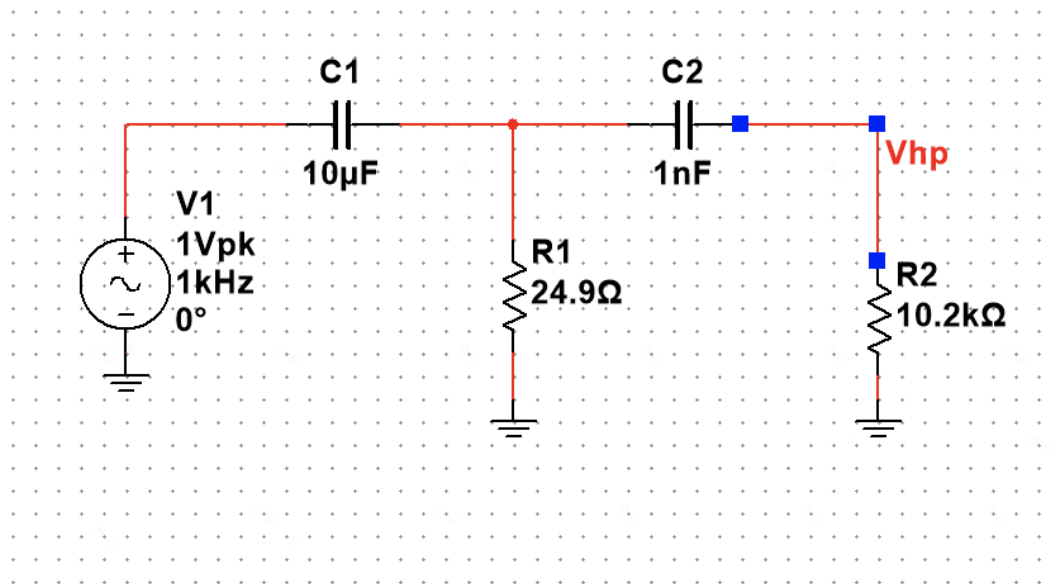 C1
10µF
C2
1nF
Vhp
V1
1Vpk
1kHz
0°
R1
24.9Ω
R2
10.2kΩ